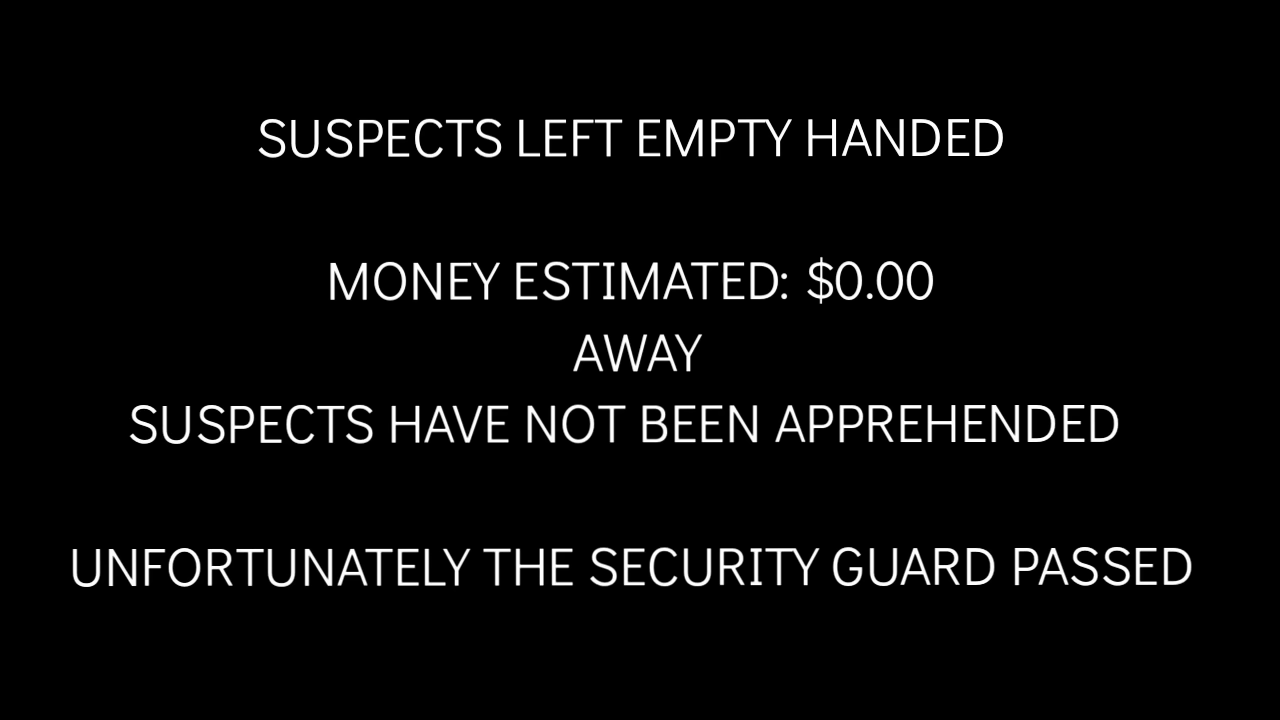 SUSPECTS LEFT EMPTY HANDED
MONEY ESTIMATED: $0.00
AWAY
SUSPECTS HAVE NOT BEEN APPREHENDED
UNFORTUNATELY THE SECURITY GUARD PASSED